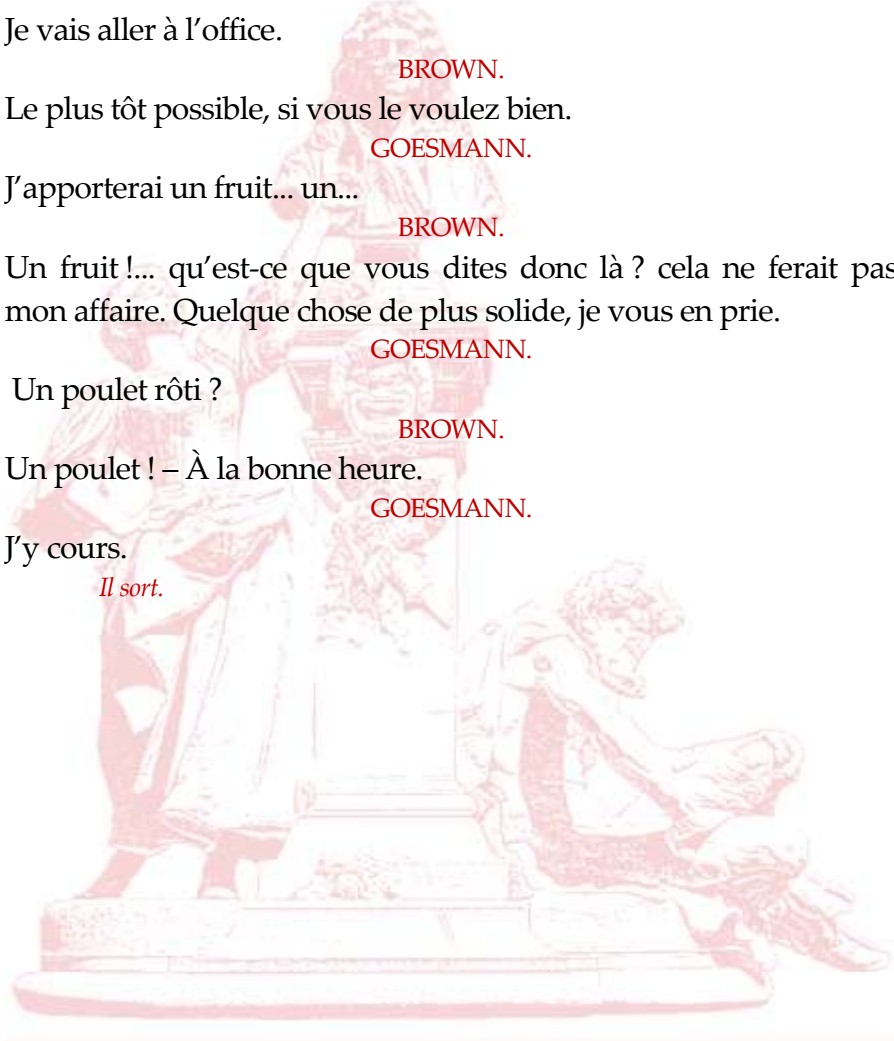 Je vais aller à l’office.
BROWN.
Le plus tôt possible, si vous le voulez bien.
GOESMANN.
J’apporterai un fruit... un...
BROWN.
Un fruit !... qu’est-ce que vous dites donc là ? cela ne ferait pas
mon affaire. Quelque chose de plus solide, je vous en prie.
GOESMANN.
Un poulet rôti ?
BROWN.
Un poulet ! – À la bonne heure.
GOESMANN.
J’y cours.
Il sort.